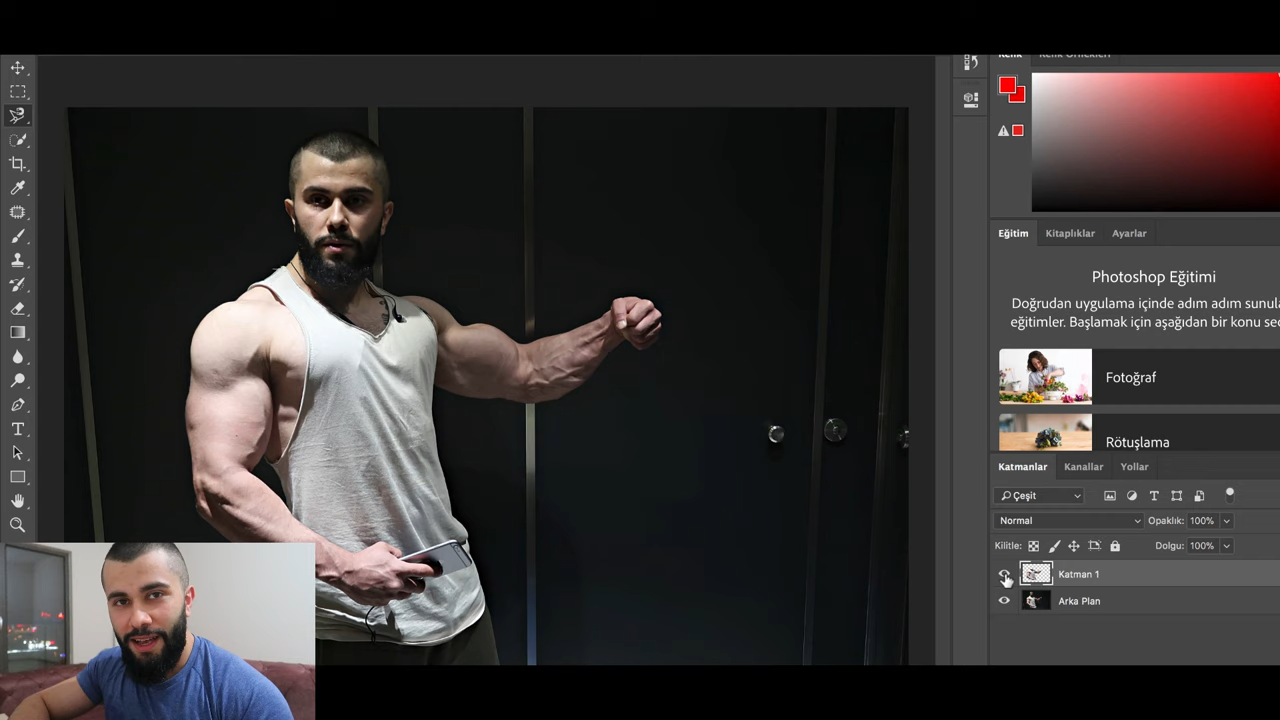 Eğitim
Kitaplıklar
Ayarlar
Photoshop Eğitimi
Doğrudan uygulama içinde adım adım sunula
eğitimler. Başlamak için aşağıdan bir konu seç
Fotoğraf
Rötuşlama
Katmanlar
Kanallar
Yollar
Çeşit
Normal
Opaklık: 100%
Kilitle:
Dolgu: 100%
Katman 1
Arka Plan